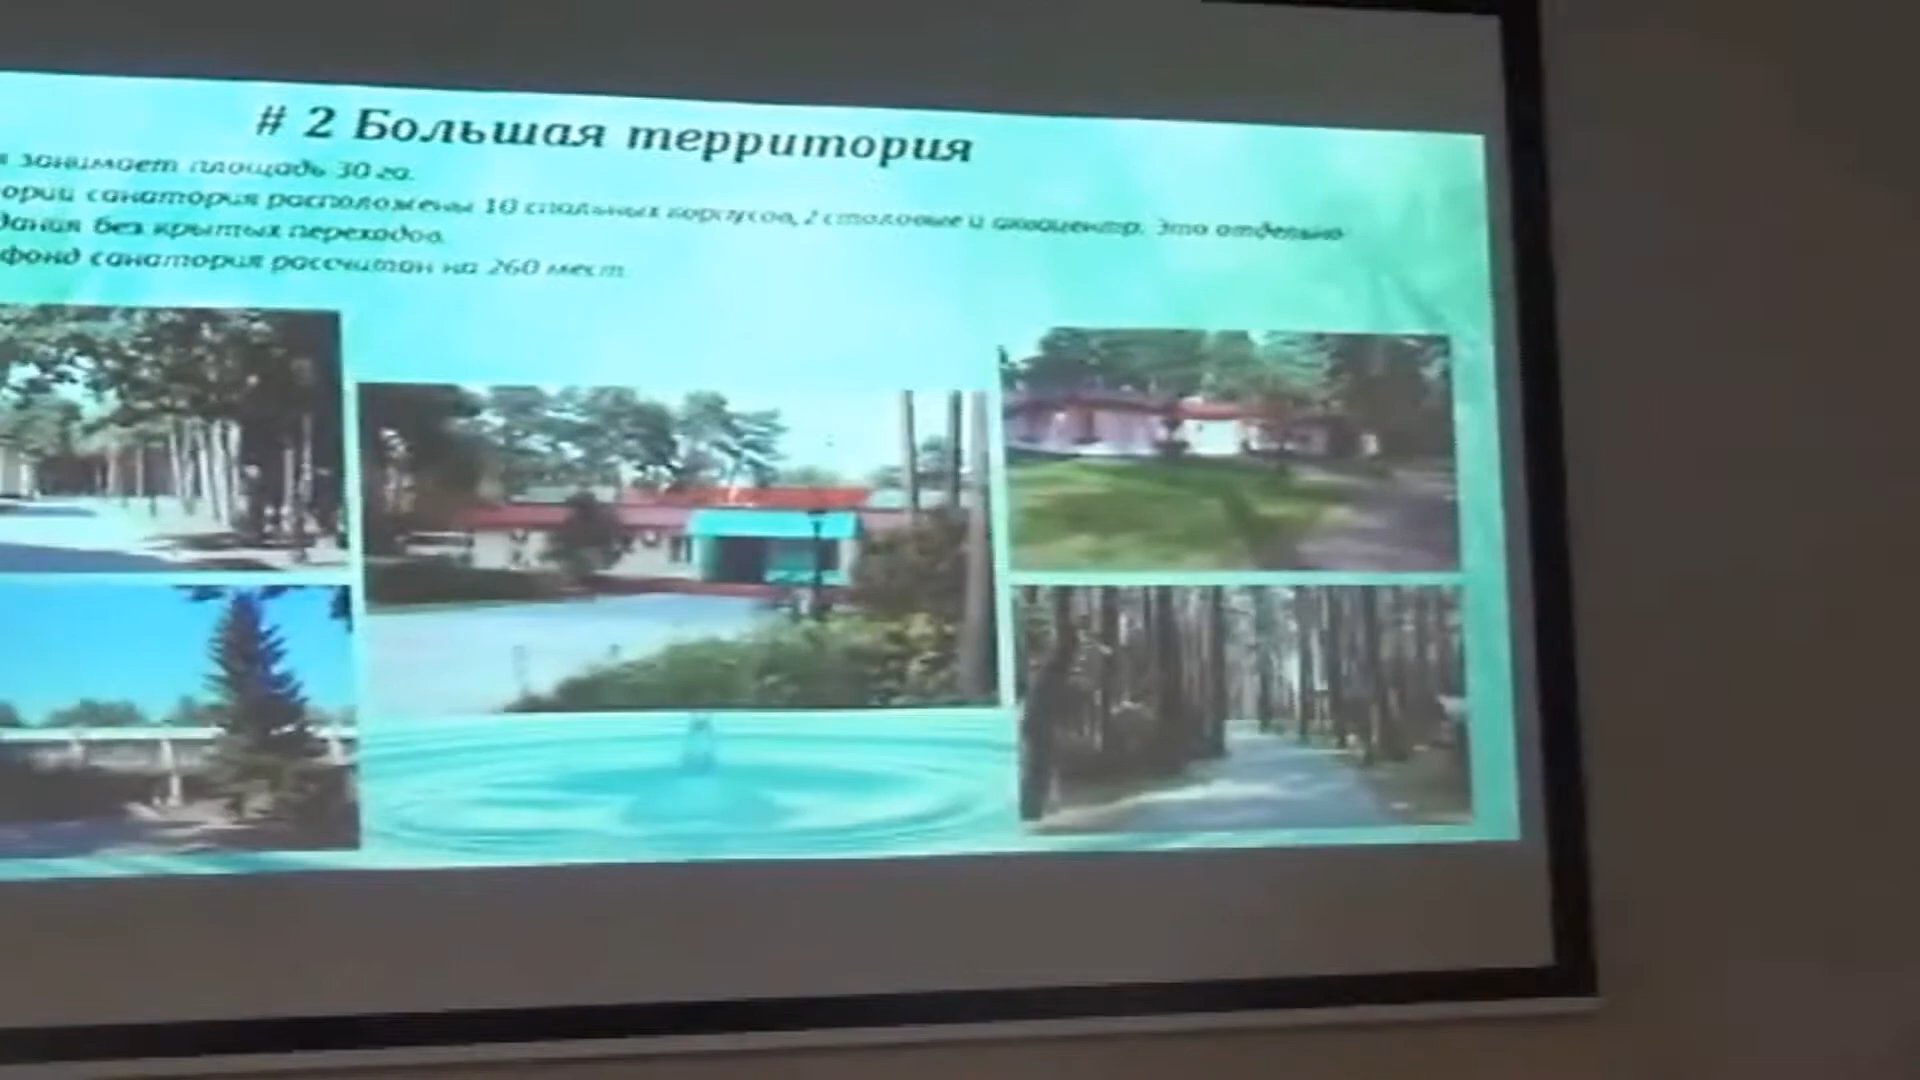 # 2 Большая территория
занимает площадь 30 га.
ории санатория расположены 10 спальных корпусов, 2 столовые и аквацентр. Это отдельно
дания без крытых переходов.
фонд санатория рассчитан на 260 мест